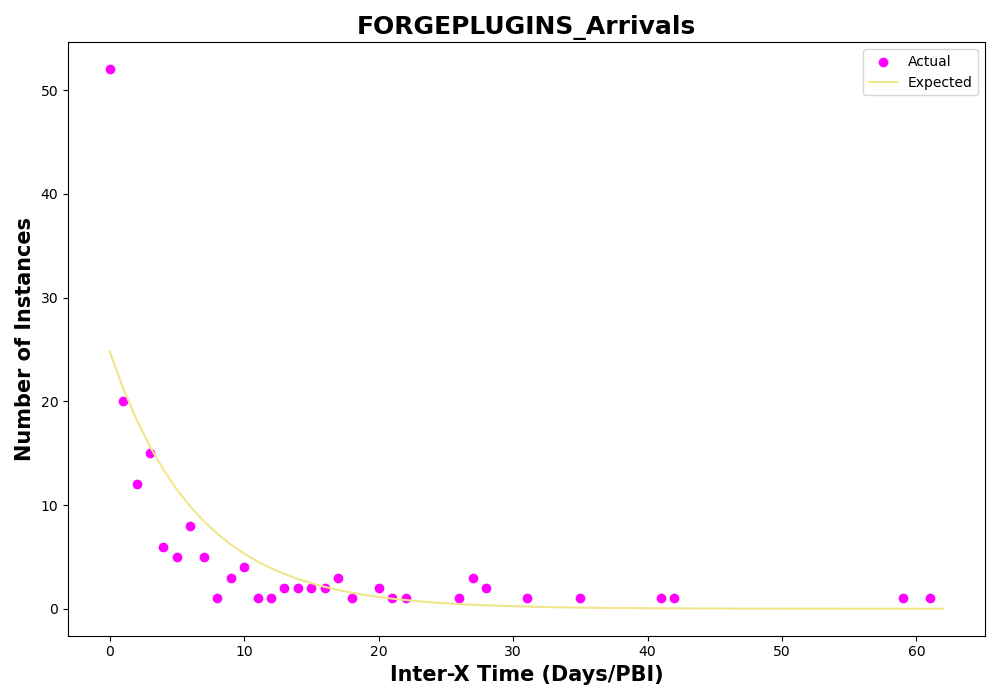 FORGEPLUGINS_Arrivals
Actual
Expected
Number of Instances
50
40
30
20
10
0
0 10 20 30 40 50 60
Inter-X Time (Days/PBI)